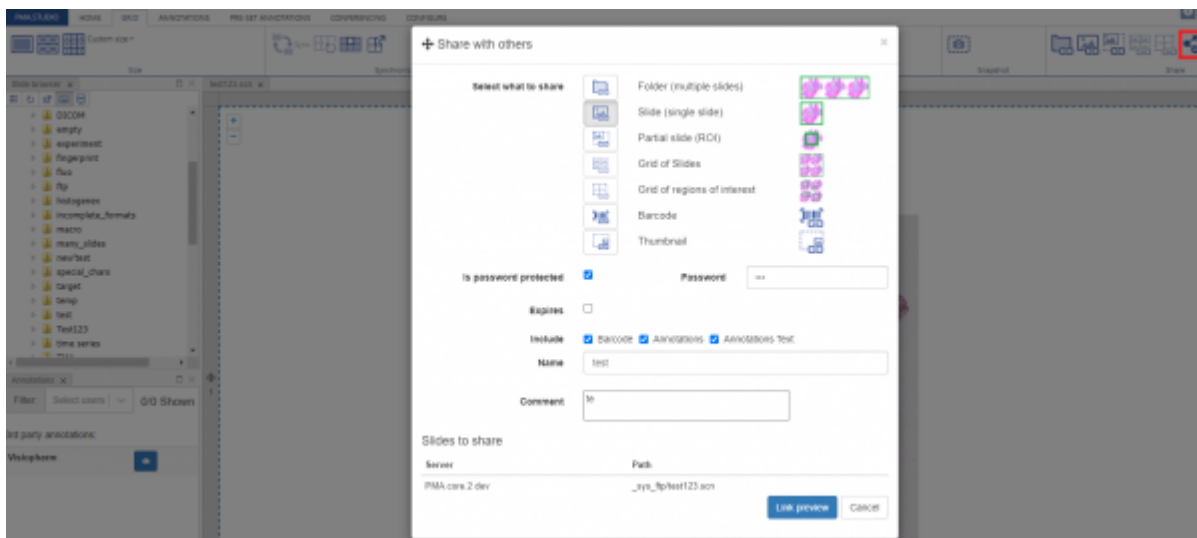 PMA.STUDIO HOME GRID ANNOTATIONS PRE-SET ANNOTATIONS CONFERENCING CONFIGURE
Custom size
Sync
Size
Snapshot
Share
Share with others
×
Slide browser x
test123.scn x
DICOM
empty
experiment
fingerprint
fluo
ftp
histogenex
incomplete_formats
macro
many_slides
newtest
special_chars
target
temp
test
Test123
time series
Annotations x
Filter: Select users 0/0 Shown
3rd party annotations:
Visiopharm
Select what to share
Folder (multiple slides)
Slide (single slide)
Partial slide (ROI)
Grid of Slides
Grid of regions of interest
Barcode
Thumbnail
Is password protected Password
Expires
Include Barcode Annotations Annotations Text
Name test
Comment te
Slides to share
Server Path
PMA.core.2 dev _sys_ftp/test123.scn
Link preview Cancel